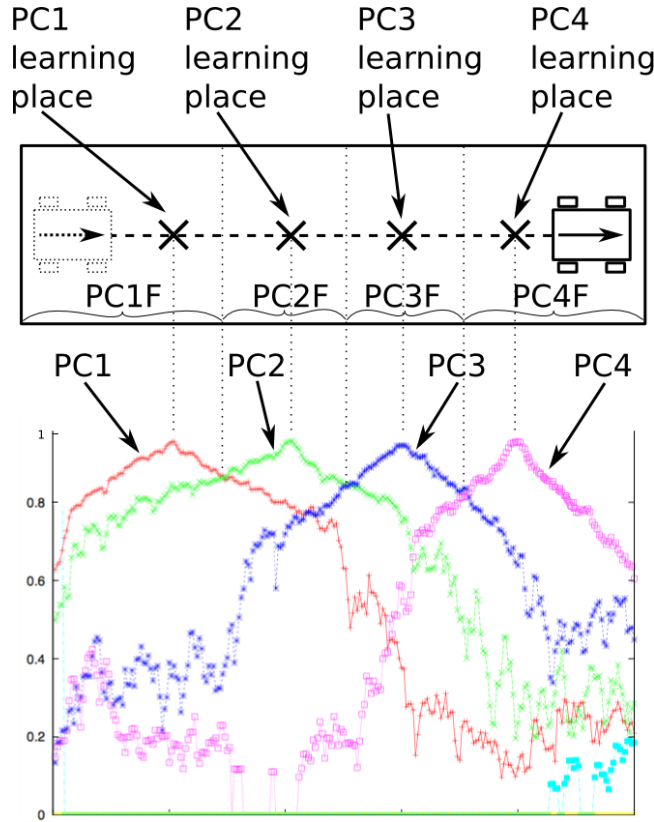 PC1
learning
place
PC2
learning
place
PC3
learning
place
PC4
learning
place
PC1F
PC2F
PC3F
PC4F
PC1
PC2
PC3
PC4
1
0.8
0.6
0.4
0.2
0